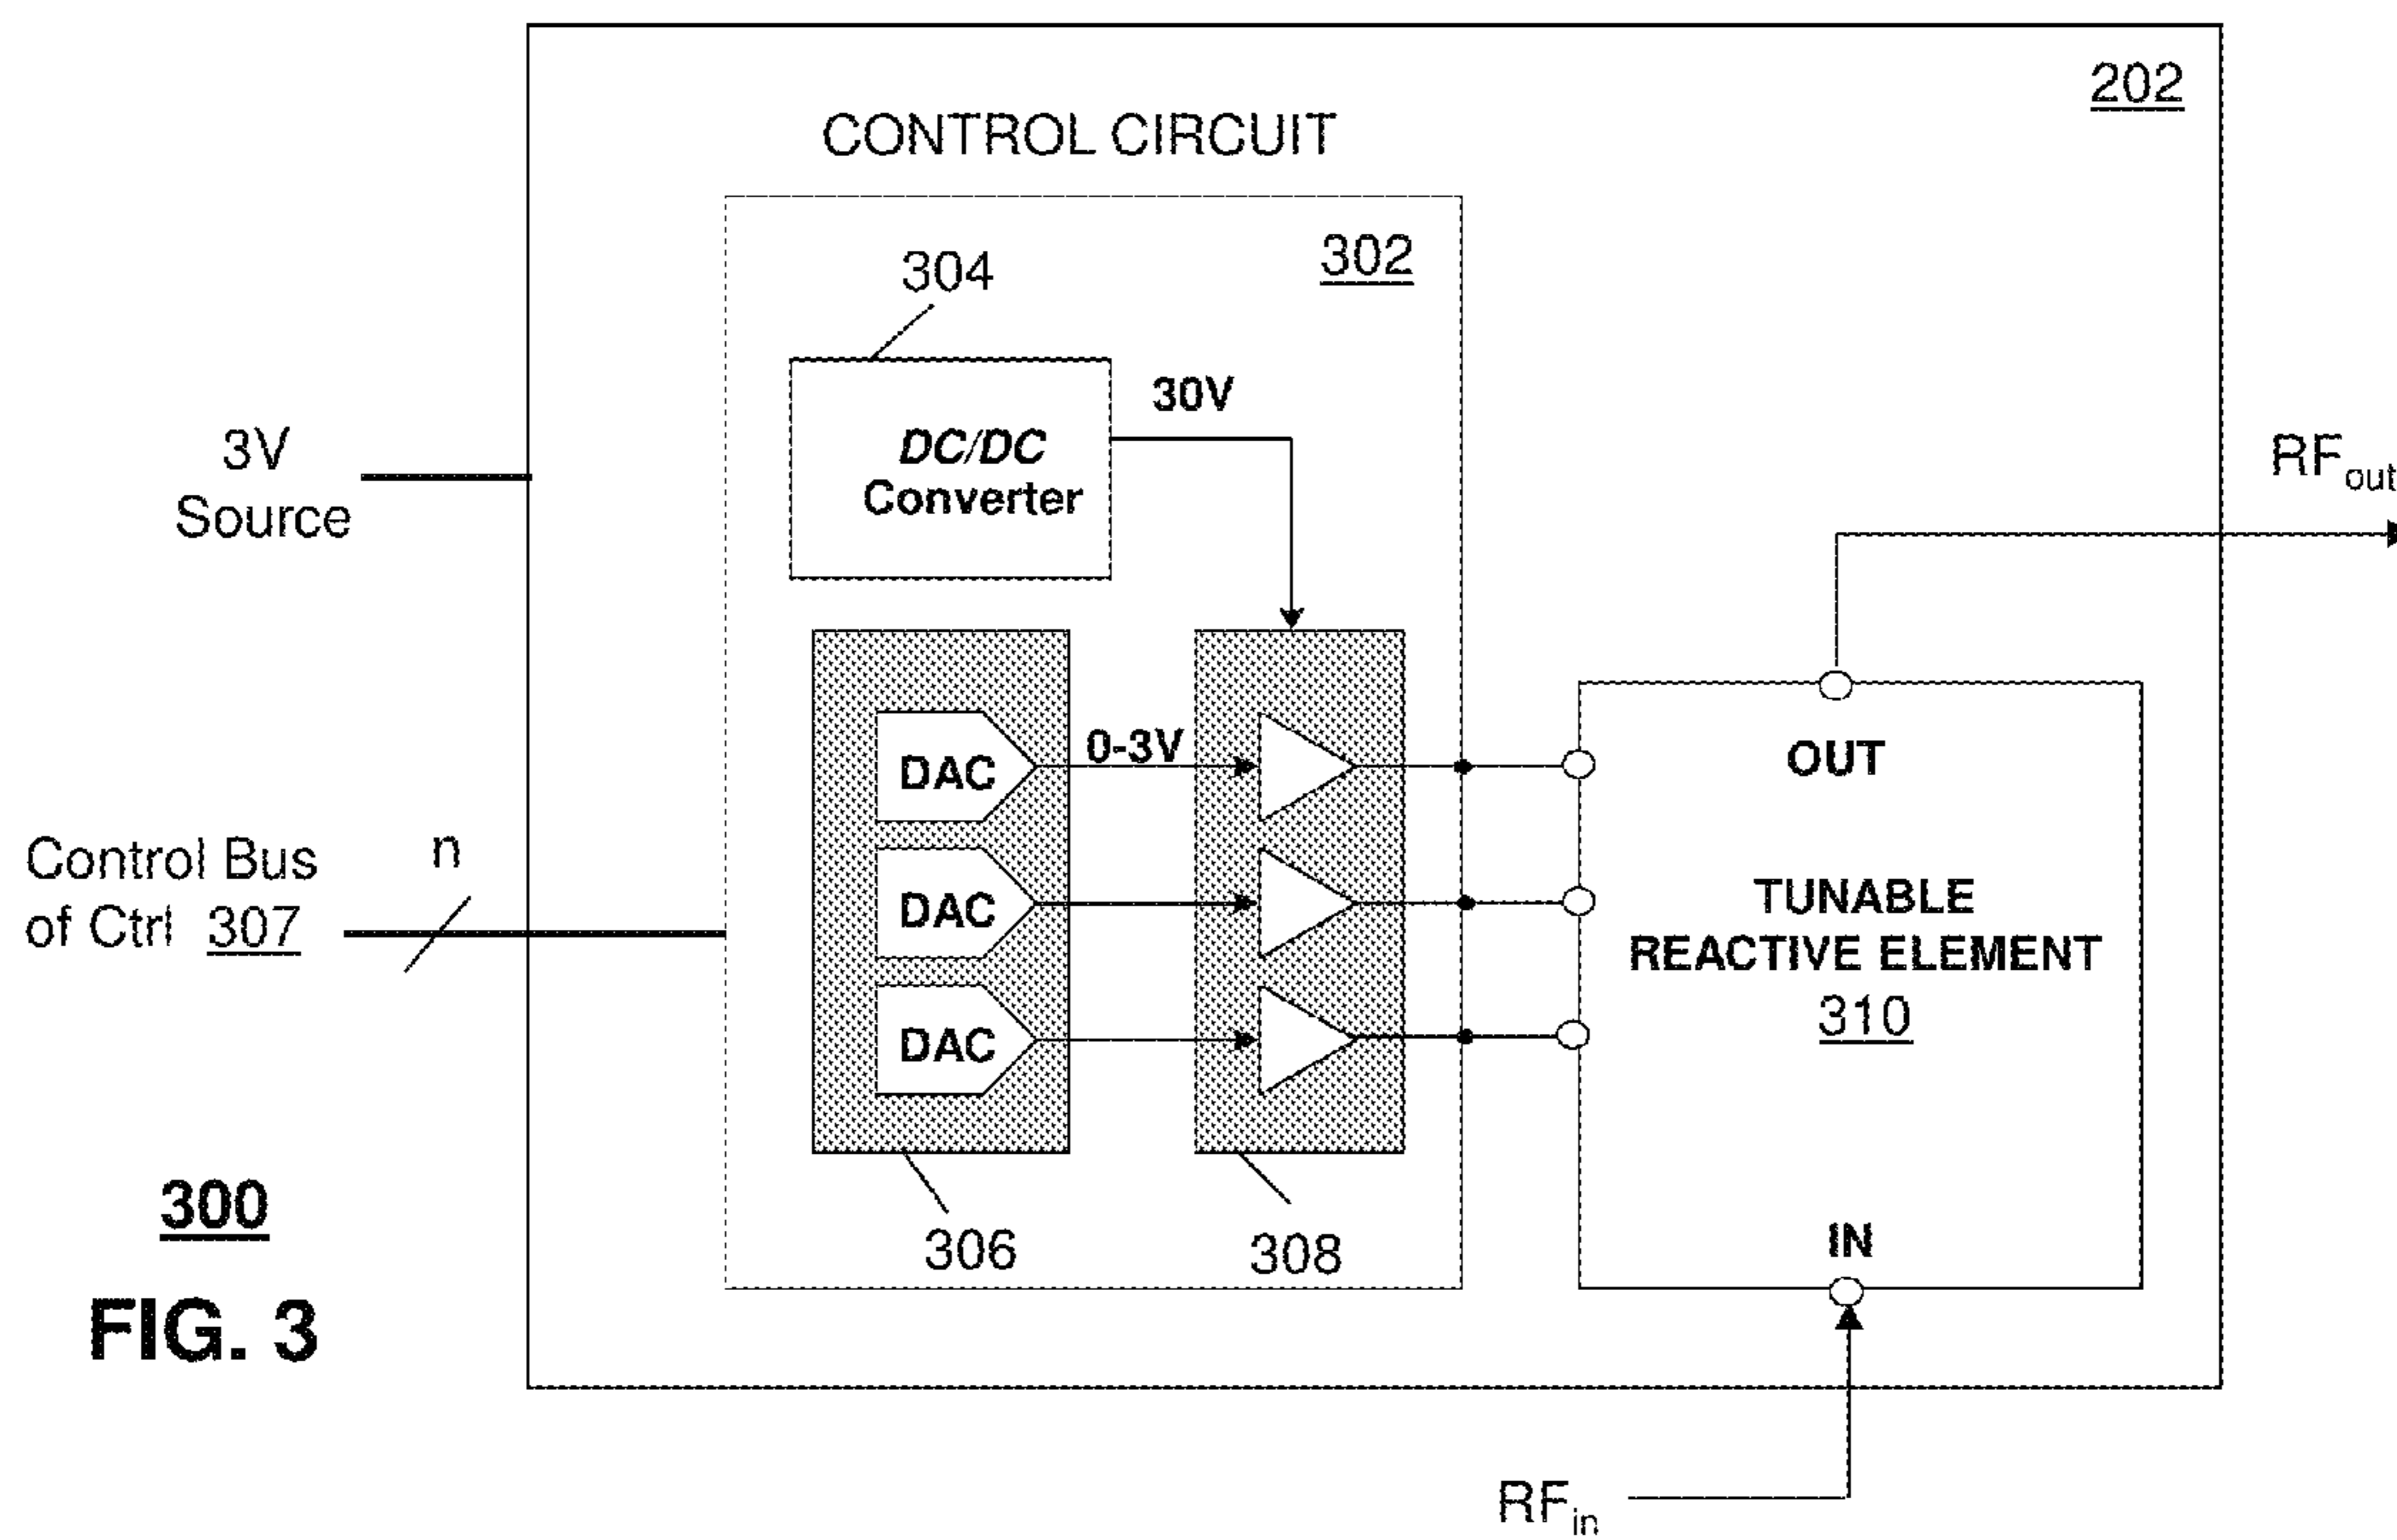 202
CONTROL CIRCUIT
302
304
30V
DC/DC
Converter
3V
Source
RFout
0-3V
DAC
DAC
DAC
OUT
TUNABLE
REACTIVE ELEMENT
310
Control Bus
of Ctrl 307
n
IN
306
308
300
FIG. 3
RFin